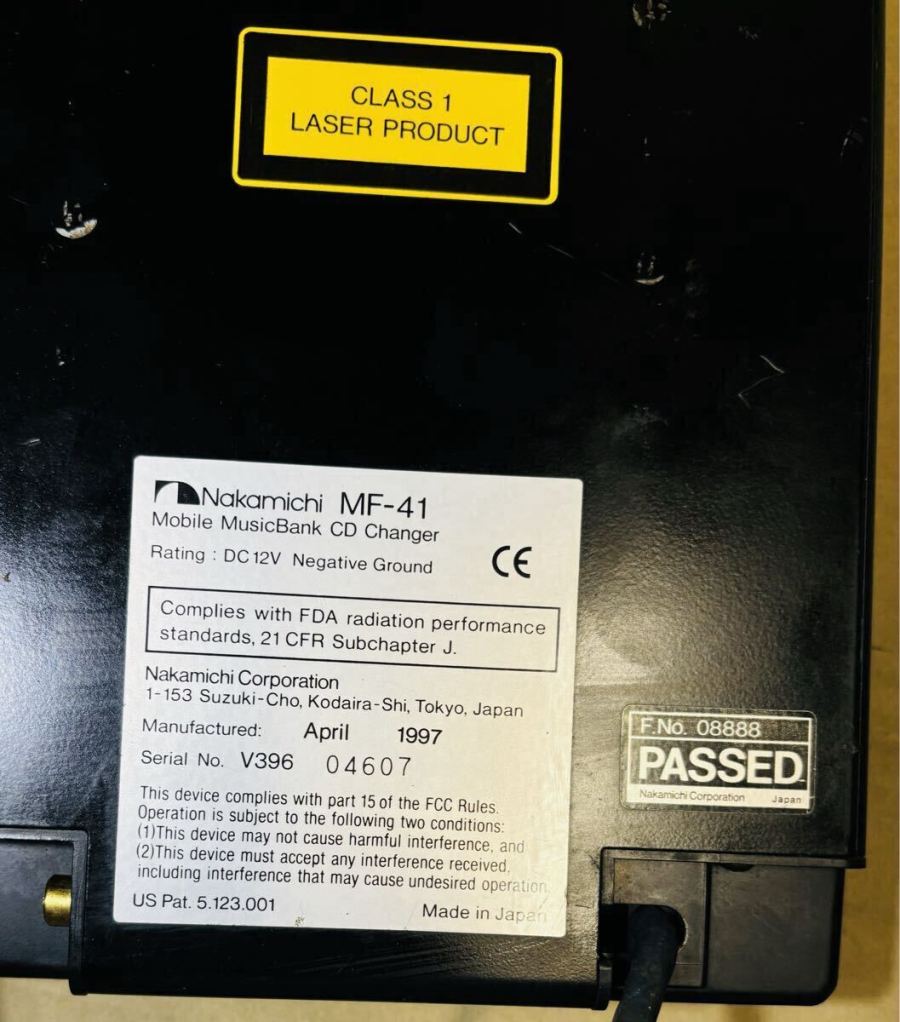 CLASS 1
LASER PRODUCT
Nakamichi MF-41
Mobile MusicBank CD Changer
Rating : DC12V Negative Ground
CE
Complies with FDA radiation performance
standards, 21 CFR Subchapter J.
Nakamichi Corporation
1-153 Suzuki-Cho, Kodaira-Shi, Tokyo, Japan
Manufactured: April 1997
Serial No. V396 04607
This device complies with part 15 of the FCC Rules.
Operation is subject to the following two conditions:
(1)This device may not cause harmful interference, and
(2)This device must accept any interference received,
including interference that may cause undesired operation.
US Pat. 5.123.001 Made in Japan
F.No. 08888
PASSED
Nakamichi Corporation Japan